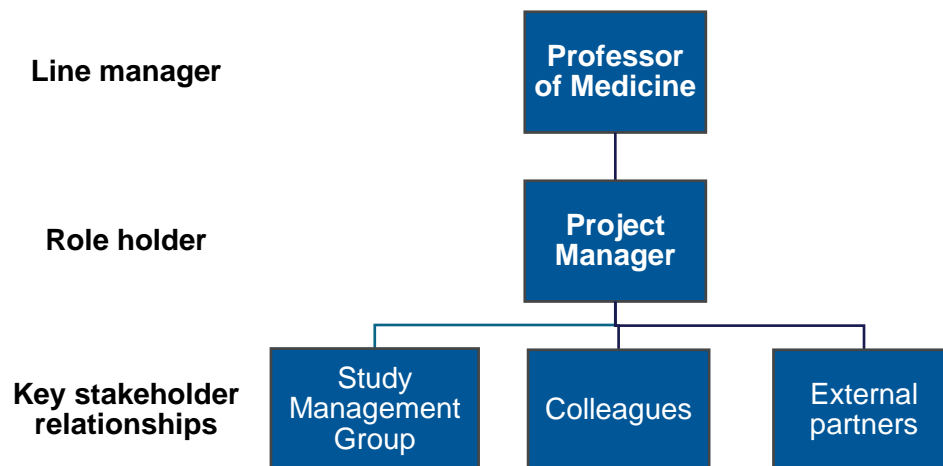 Line manager
Professor
of Medicine
Role holder
Project
Manager
Key stakeholder
relationships
Study
Management
Group
Colleagues
External
partners